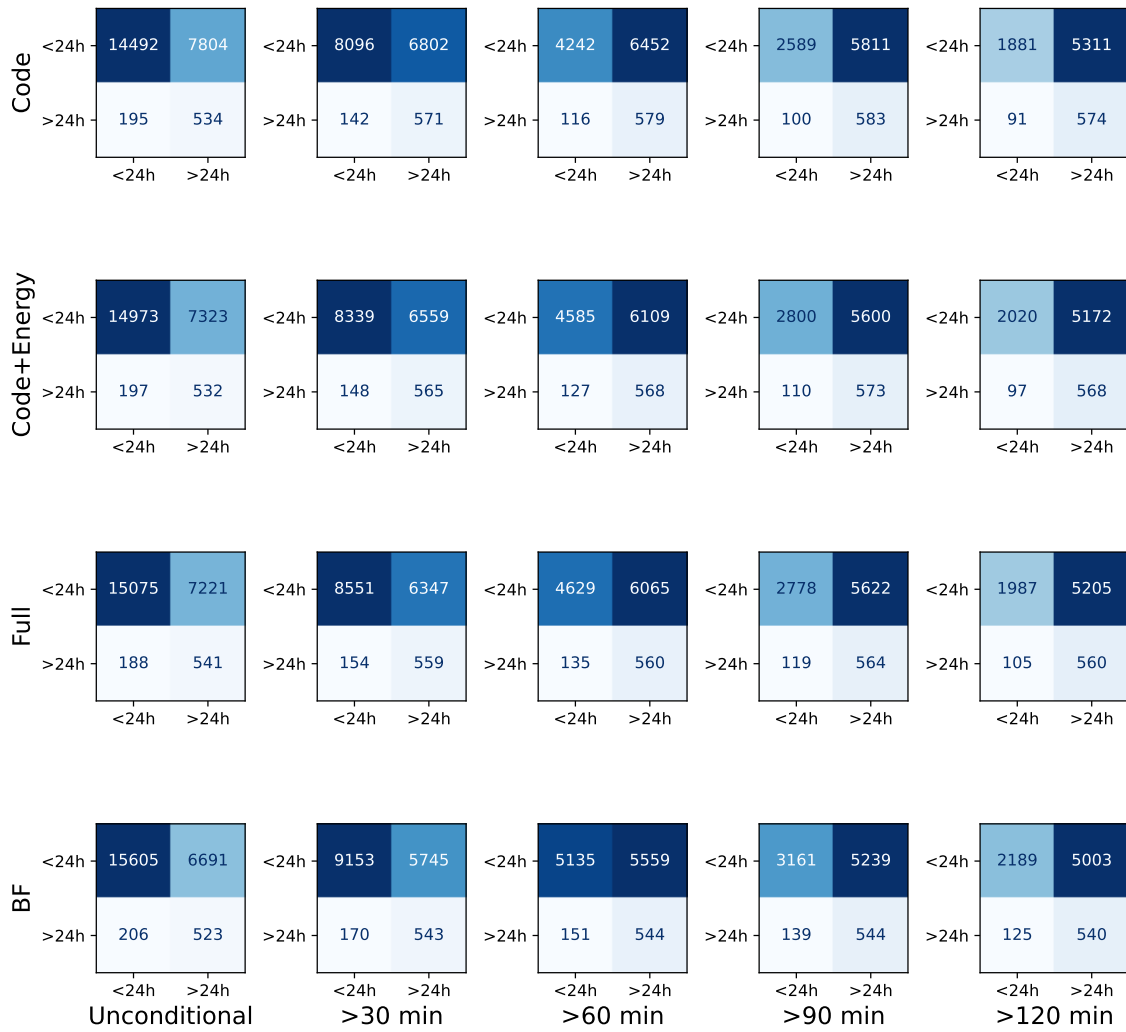 <24h 14492 7804 <24h 8096 6802 <24h 4242 6452 <24h 2589 5811 <24h 1881 5311
Code
>24h 195 534 >24h 142 571 >24h 116 579 >24h 100 583 >24h 91 574
<24h >24h <24h >24h <24h >24h <24h >24h <24h >24h
<24h 14973 7323 <24h 8339 6559 <24h 4585 6109 <24h 2800 5600 <24h 2020 5172
Code+Energy
>24h 197 532 >24h 148 565 >24h 127 568 >24h 110 573 >24h 97 568
<24h >24h <24h >24h <24h >24h <24h >24h <24h >24h
<24h 15075 7221 <24h 8551 6347 <24h 4629 6065 <24h 2778 5622 <24h 1987 5205
Full
>24h 188 541 >24h 154 559 >24h 135 560 >24h 119 564 >24h 105 560
<24h >24h <24h >24h <24h >24h <24h >24h <24h >24h
<24h 15605 6691 <24h 9153 5745 <24h 5135 5559 <24h 3161 5239 <24h 2189 5003
BF
>24h 206 523 >24h 170 543 >24h 151 544 >24h 139 544 >24h 125 540
<24h >24h <24h >24h <24h >24h <24h >24h <24h >24h
Unconditional >30 min >60 min >90 min >120 min